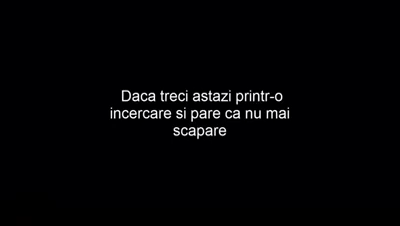 Daca treci astazi printr-o
incercare si pare ca nu mai
scapare